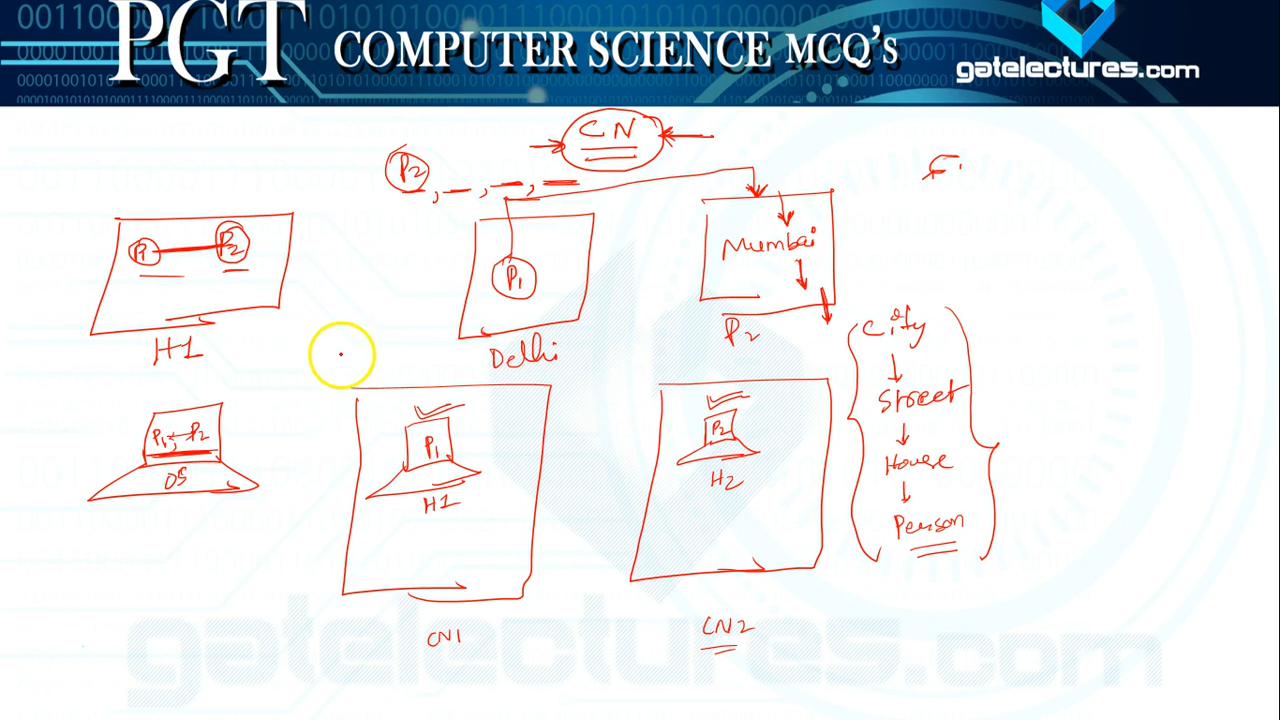 PGT COMPUTER SCIENCE MCQ's
gatelectures.com
CN
P2
P1 P2
H1
P1
Delhi
Mumbai
P2
City
Street
House
Person
P1 P2
OS
P1
H1
CN1
P2
H2
CN2
gatelectures.com